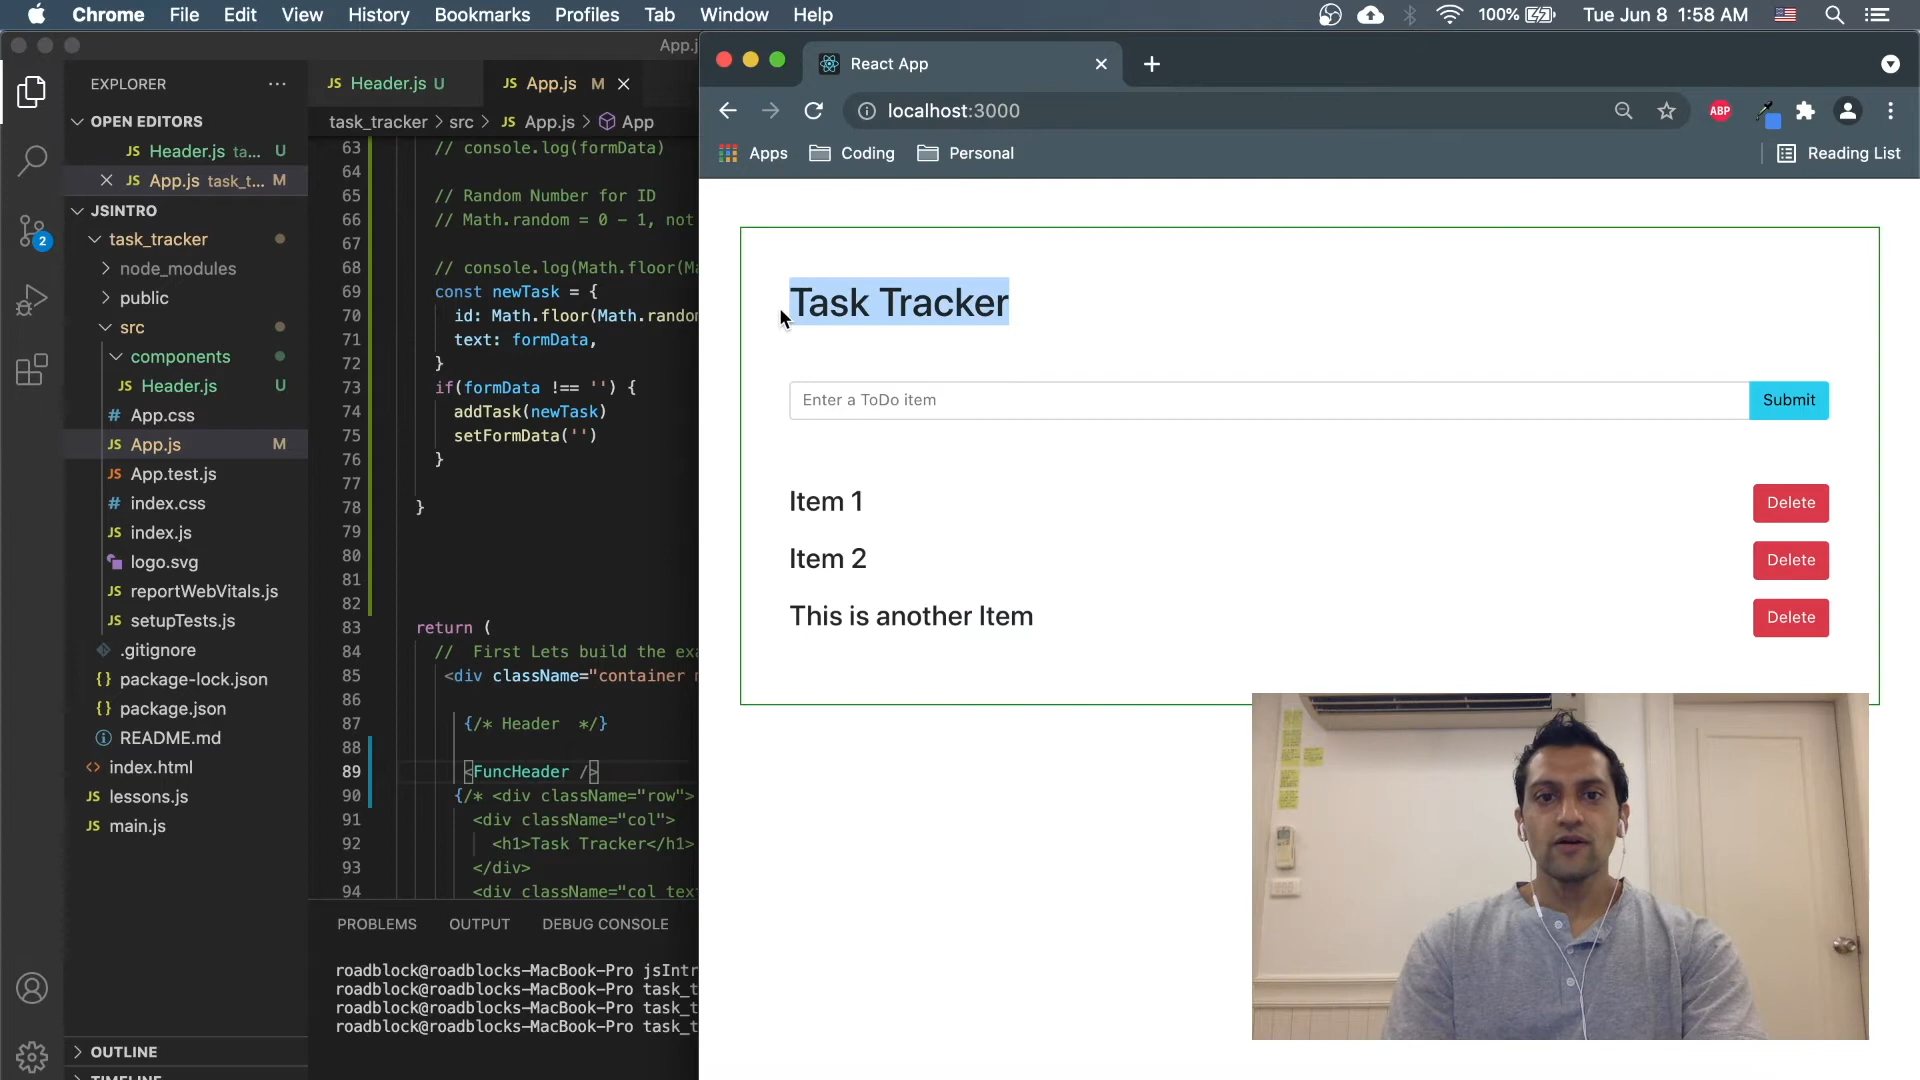 Chrome File Edit View History Bookmarks Profiles Tab Window Help
100% Tue Jun 8 1:58 AM
EXPLORER
OPEN EDITORS
JS Header.js ta... U
JS App.js task_t... M
JSINTRO
task_tracker
node_modules
public
src
components
JS Header.js U
# App.css
JS App.js M
JS App.test.js
# index.css
JS index.js
logo.svg
JS reportWebVitals.js
JS setupTests.js
.gitignore
{} package-lock.json
{} package.json
README.md
<> index.html
JS lessons.js
JS main.js
OUTLINE
TIMELINE
2
App.j
JS Header.js U
JS App.js M
task_tracker > src > JS App.js > App
63 // console.log(formData)
64
65 // Random Number for ID
66 // Math.random = 0 - 1, not
67
68 // console.log(Math.floor(Ma
69 const newTask = {
70 id: Math.floor(Math.random
71 text: formData,
72 }
73 if(formData !== '') {
74 addTask(newTask)
75 setFormData('')
76 }
77
78 }
79
80
81
82
83 return (
84 // First Lets build the exa
85 <div className="container m
86
87 {/* Header */}
88
89 <FuncHeader />
90 {/* <div className="row">
91 <div className="col">
92 <h1>Task Tracker</h1>
93 </div>
94 <div className="col tex
PROBLEMS OUTPUT DEBUG CONSOLE
roadblock@roadblocks-MacBook-Pro jsIntr
roadblock@roadblocks-MacBook-Pro task_t
roadblock@roadblocks-MacBook-Pro task_t
roadblock@roadblocks-MacBook-Pro task_t
React App
localhost:3000
ABP
Apps Coding Personal
Reading List
Task Tracker
Enter a ToDo item Submit
Item 1 Delete
Item 2 Delete
This is another Item Delete